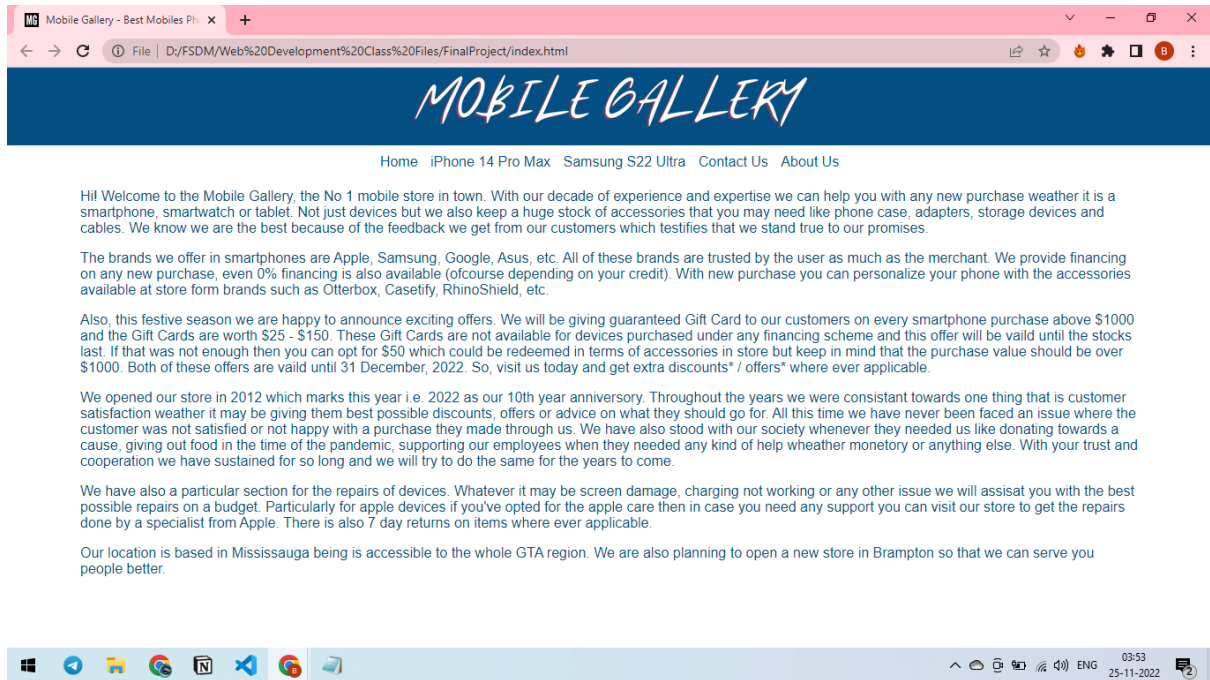 MG Mobile Gallery - Best Mobiles Ph
File D:/FSDM/Web%20Development%20Class%20Files/FinalProject/index.html
B
MOBILE GALLERY
Home iPhone 14 Pro Max Samsung S22 Ultra Contact Us About Us
Hi! Welcome to the Mobile Gallery, the No 1 mobile store in town. With our decade of experience and expertise we can help you with any new purchase weather it is a
smartphone, smartwatch or tablet. Not just devices but we also keep a huge stock of accessories that you may need like phone case, adapters, storage devices and
cables. We know we are the best because of the feedback we get from our customers which testifies that we stand true to our promises.
The brands we offer in smartphones are Apple, Samsung, Google, Asus, etc. All of these brands are trusted by the user as much as the merchant. We provide financing
on any new purchase, even 0% financing is also available (ofcourse depending on your credit). With new purchase you can personalize your phone with the accessories
available at store form brands such as Otterbox, Casetify, RhinoShield, etc.
Also, this festive season we are happy to announce exciting offers. We will be giving guaranteed Gift Card to our customers on every smartphone purchase above $1000
and the Gift Cards are worth $25 - $150. These Gift Cards are not available for devices purchased under any financing scheme and this offer will be vaild until the stocks
last. If that was not enough then you can opt for $50 which could be redeemed in terms of accessories in store but keep in mind that the purchase value should be over
$1000. Both of these offers are vaild until 31 December, 2022. So, visit us today and get extra discounts* / offers* where ever applicable.
We opened our store in 2012 which marks this year i.e. 2022 as our 10th year anniversory. Throughout the years we were consistant towards one thing that is customer
satisfaction weather it may be giving them best possible discounts, offers or advice on what they should go for. All this time we have never been faced an issue where the
customer was not satisfied or not happy with a purchase they made through us. We have also stood with our society whenever they needed us like donating towards a
cause, giving out food in the time of the pandemic, supporting our employees when they needed any kind of help wheather monetory or anything else. With your trust and
cooperation we have sustained for so long and we will try to do the same for the years to come.
We have also a particular section for the repairs of devices. Whatever it may be screen damage, charging not working or any other issue we will assisat you with the best
possible repairs on a budget. Particularly for apple devices if you've opted for the apple care then in case you need any support you can visit our store to get the repairs
done by a specialist from Apple. There is also 7 day returns on items where ever applicable.
Our location is based in Mississauga being is accessible to the whole GTA region. We are also planning to open a new store in Brampton so that we can serve you
people better.
ENG
03:53
25-11-2022
2